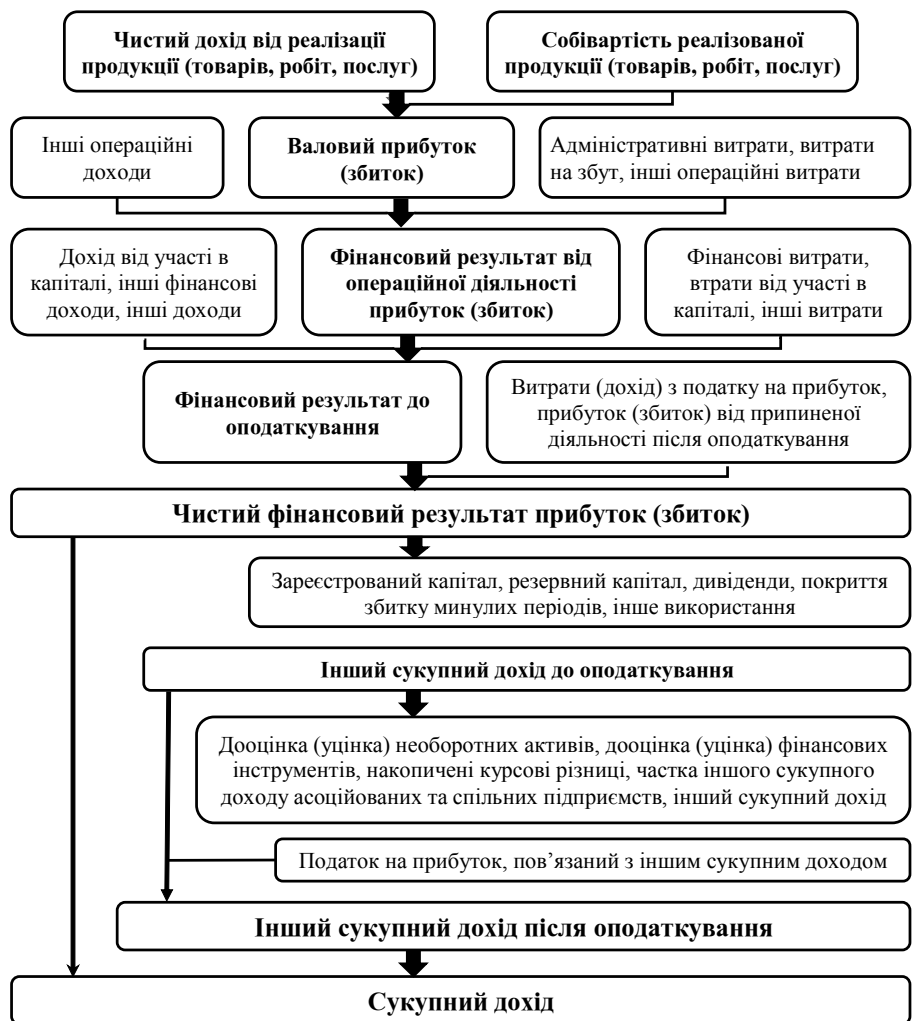 Чистий дохід від реалізації
продукції (товарів, робіт, послуг)
Собівартість реалізованої
продукції (товарів, робіт, послуг)
Інші операційні
доходи
Валовий прибуток
(збиток)
Адміністративні витрати, витрати
на збут, інші операційні витрати
Дохід від участі в
капіталі, інші фінансові
доходи, інші доходи
Фінансовий результат від
операційної діяльності
прибуток (збиток)
Фінансові витрати,
втрати від участі в
капіталі, інші витрати
Фінансовий результат до
оподаткування
Витрати (дохід) з податку на прибуток,
прибуток (збиток) від припиненої
діяльності після оподаткування
Чистий фінансовий результат прибуток (збиток)
Зареєстрований капітал, резервний капітал, дивіденди, покриття
збитку минулих періодів, інше використання
Інший сукупний дохід до оподаткування
Дооцінка (уцінка) необоротних активів, дооцінка (уцінка) фінансових
інструментів, накопичені курсові різниці, частка іншого сукупного
доходу асоційованих та спільних підприємств, інший сукупний дохід
Податок на прибуток, пов’язаний з іншим сукупним доходом
Інший сукупний дохід після оподаткування
Сукупний дохід